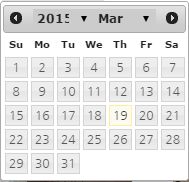 2015 Mar
Su Mo Tu We Th Fr Sa
1 2 3 4 5 6 7
8 9 10 11 12 13 14
15 16 17 18 19 20 21
22 23 24 25 26 27 28
29 30 31